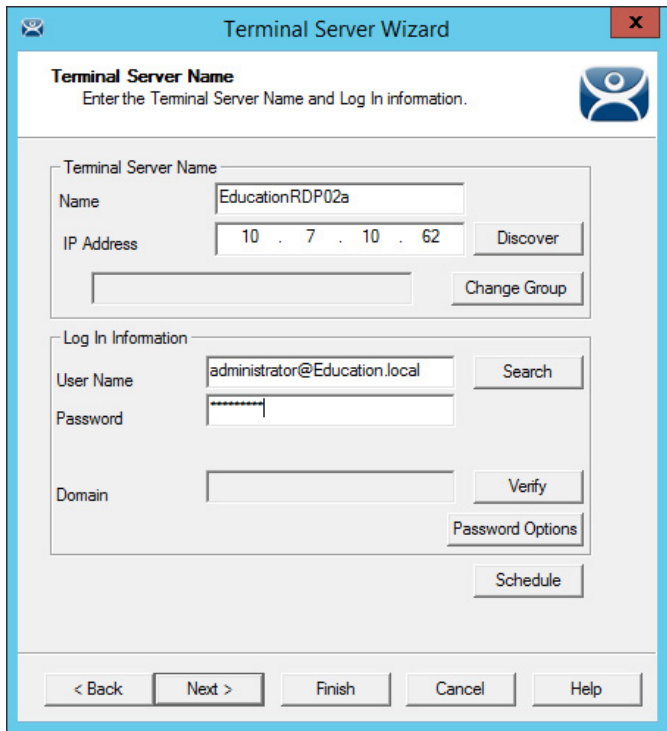 Terminal Server Wizard
x
Terminal Server Name
Enter the Terminal Server Name and Log In information.
Terminal Server Name
Name EducationRDP02a
IP Address 10 . 7 . 10 . 62 Discover
Change Group
Log In Information
User Name administrator@Education.local Search
Password *********
Domain Verify
Password Options
Schedule
< Back Next > Finish Cancel Help